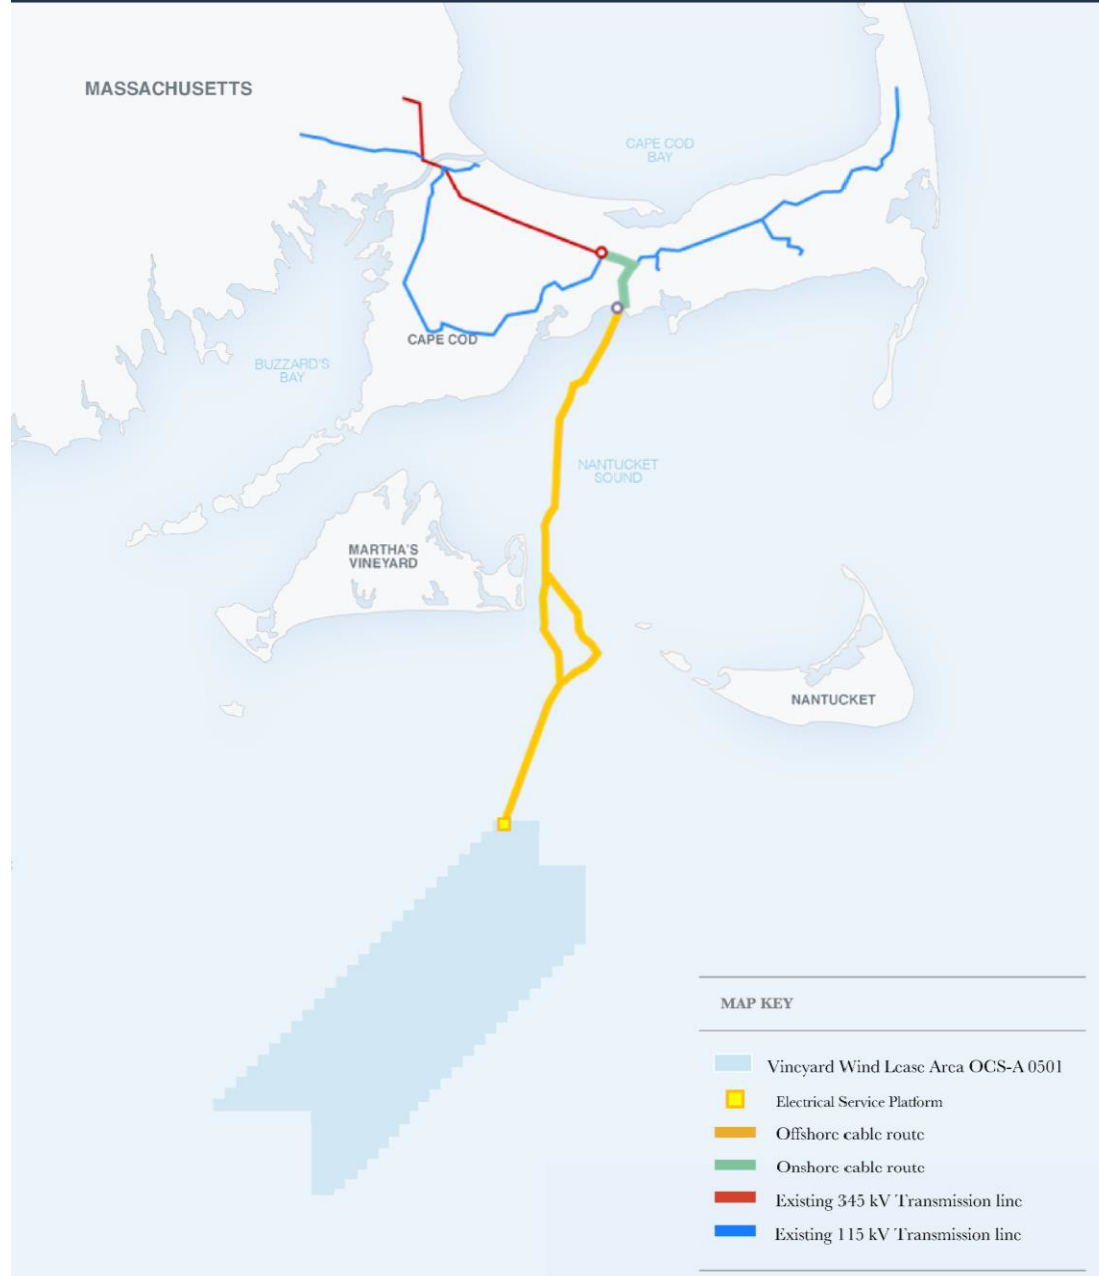 MASSACHUSETTS
CAPE COD
BAY
CAPE COD
BUZZARD'S
BAY
NANTUCKET
SOUND
MARTHA'S
VINEYARD
NANTUCKET
MAP KEY
Vineyard Wind Lease Area OCS-A 0501
Electrical Service Platform
Offshore cable route
Onshore cable route
Existing 345 kV Transmission line
Existing 115 kV Transmission line